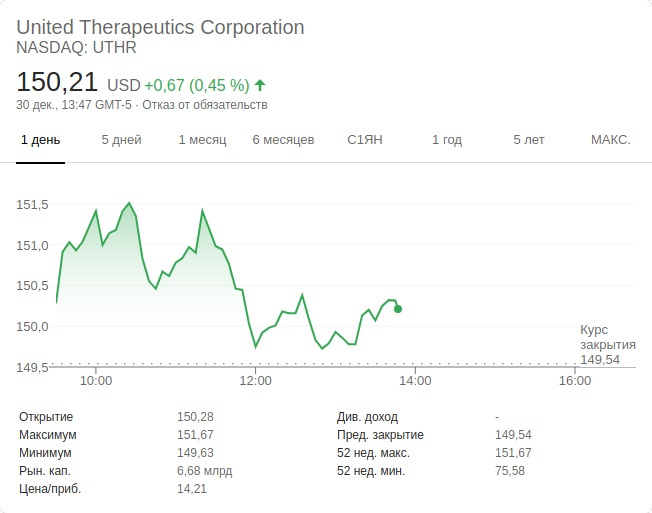 United Therapeutics Corporation
NASDAQ: UTHR
150,21 USD +0,67 (0,45 %)
30 дек., 13:47 GMT-5 · Отказ от обязательств
1 день 5 дней 1 месяц 6 месяцев С1ЯН 1 год 5 лет МАКС.
151,5
151,0
150,5
150,0
149,5
Курс
закрытия
149,54
10:00 12:00 14:00 16:00
Открытие 150,28 Див. доход -
Максимум 151,67 Пред. закрытие 149,54
Минимум 149,63 52 нед. макс. 151,67
Рын. кап. 6,68 млрд 52 нед. мин. 75,58
Цена/приб. 14,21